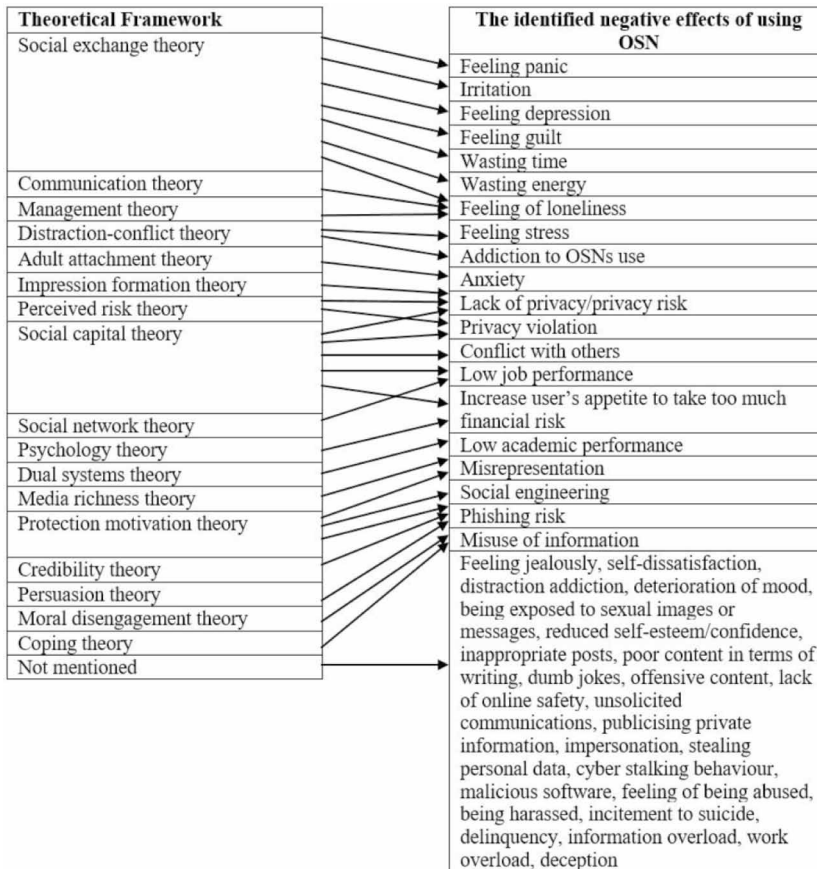 Theoretical Framework
Social exchange theory
Communication theory
Management theory
Distraction-conflict theory
Adult attachment theory
Impression formation theory
Perceived risk theory
Social capital theory
Social network theory
Psychology theory
Dual systems theory
Media richness theory
Protection motivation theory
Credibility theory
Persuasion theory
Moral disengagement theory
Coping theory
Not mentioned
The identified negative effects of using
OSN
Feeling panic
Irritation
Feeling depression
Feeling guilt
Wasting time
Wasting energy
Feeling of loneliness
Feeling stress
Addiction to OSNs use
Anxiety
Lack of privacy/privacy risk
Privacy violation
Conflict with others
Low job performance
Increase user's appetite to take too much
financial risk
Low academic performance
Misrepresentation
Social engineering
Phishing risk
Misuse of information
Feeling jealously, self-dissatisfaction,
distraction addiction, deterioration of mood,
being exposed to sexual images or
messages, reduced self-esteem/confidence,
inappropriate posts, poor content in terms of
writing, dumb jokes, offensive content, lack
of online safety, unsolicited
communications, publicising private
information, impersonation, stealing
personal data, cyber stalking behaviour,
malicious software, feeling of being abused,
being harassed, incitement to suicide,
delinquency, information overload, work
overload, deception